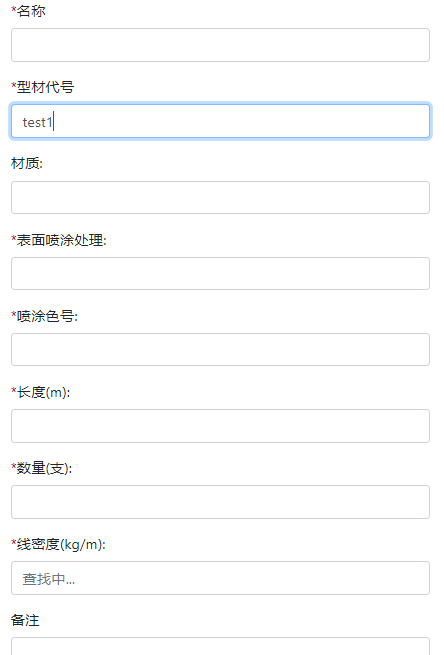 *名称
*型材代号
test1
材质:
*表面喷涂处理:
*喷涂色号:
*长度(m):
*数量(支):
*线密度(kg/m):
查找中...
备注